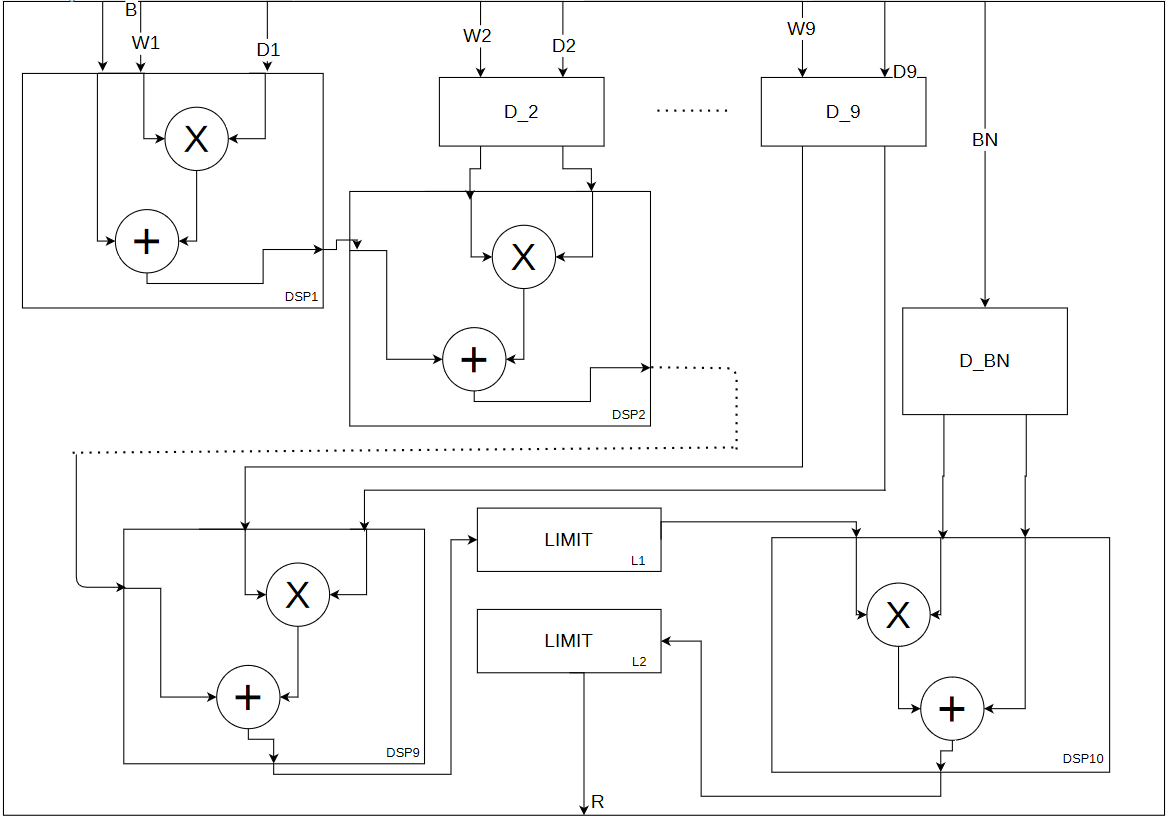 B
W1
D1
W2
D2
W9
D9
X
D_2
D_9
BN
+
DSP1
X
+
DSP2
D_BN
X
+
DSP9
LIMIT
L1
LIMIT
L2
X
+
DSP10
R